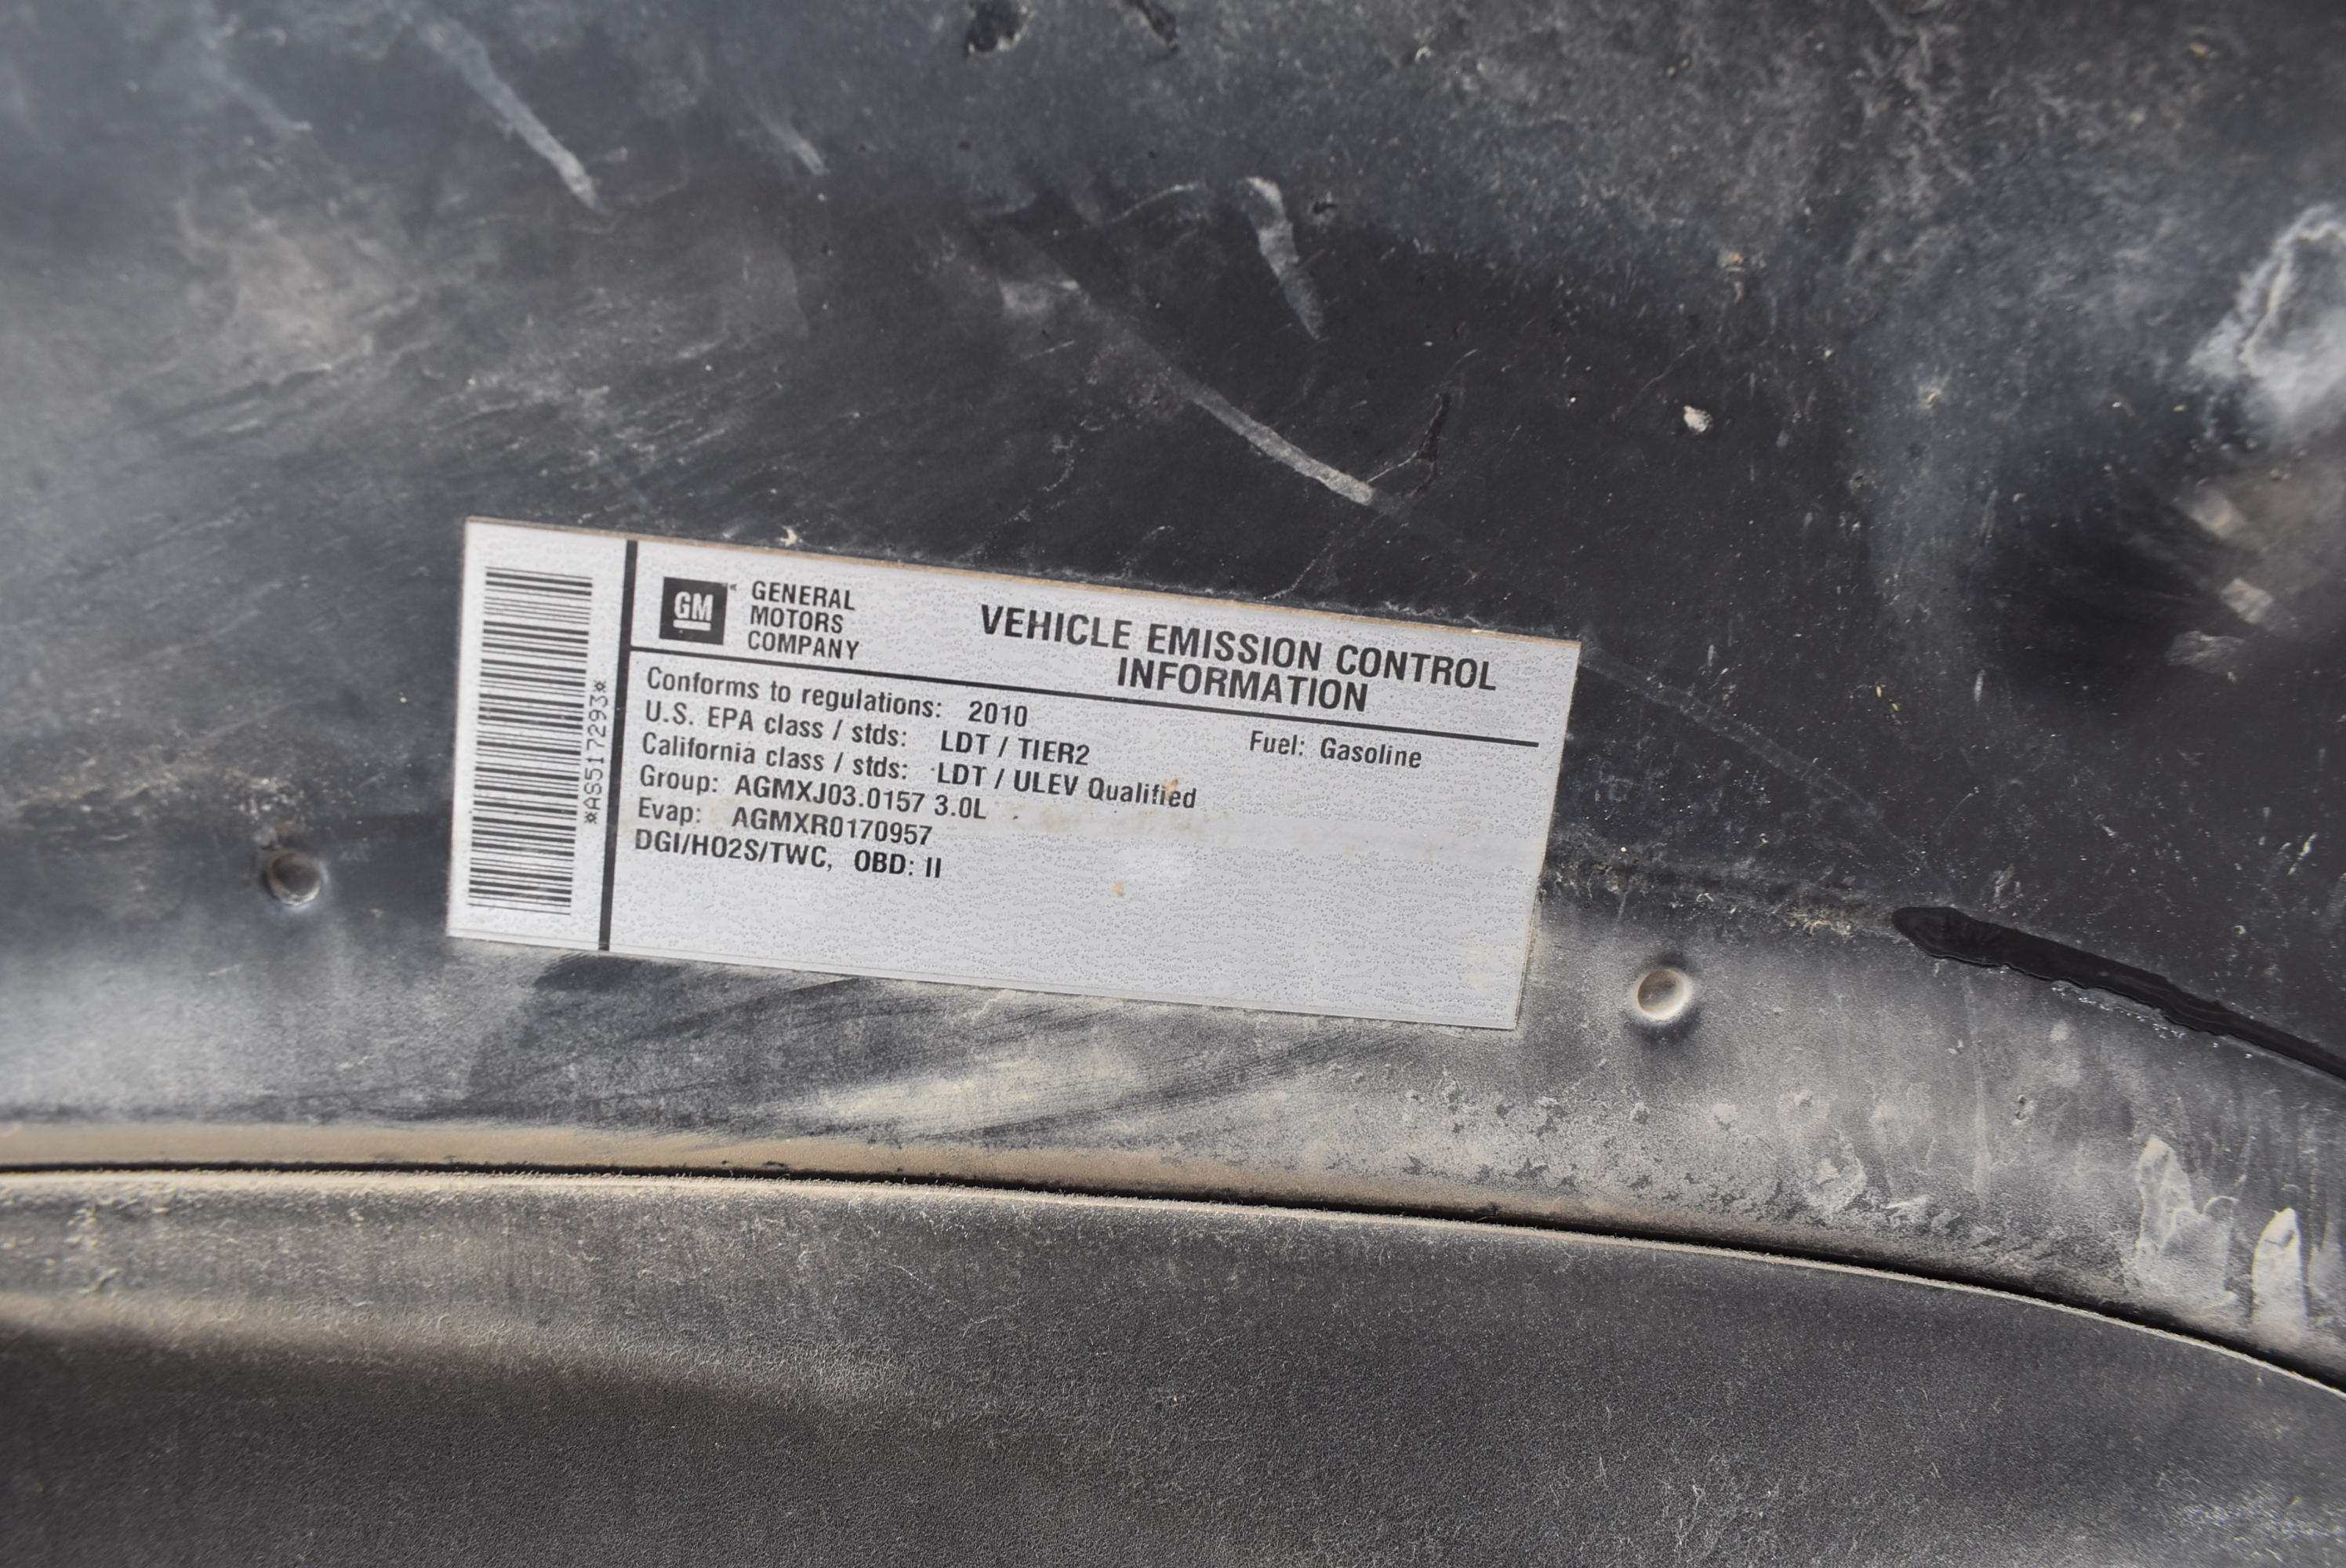 *AS5172293*
GM
GENERAL
MOTORS
COMPANY
VEHICLE EMISSION CONTROL
INFORMATION
Conforms to regulations: 2010
U.S. EPA class / stds: LDT / TIER2 Fuel: Gasoline
California class / stds: LDT / ULEV Qualified
Group: AGMXJ03.0157 3.0L
Evap: AGMXR0170957
DGI/HO2S/TWC, OBD: II